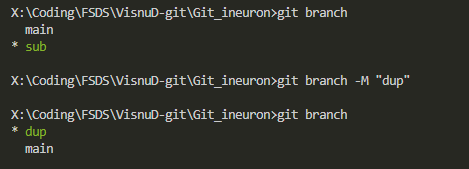 X:\Coding\FSDS\VisnuD-git\Git_ineuron>git branch
  main
* sub
X:\Coding\FSDS\VisnuD-git\Git_ineuron>git branch -M "dup"
X:\Coding\FSDS\VisnuD-git\Git_ineuron>git branch
* dup
  main